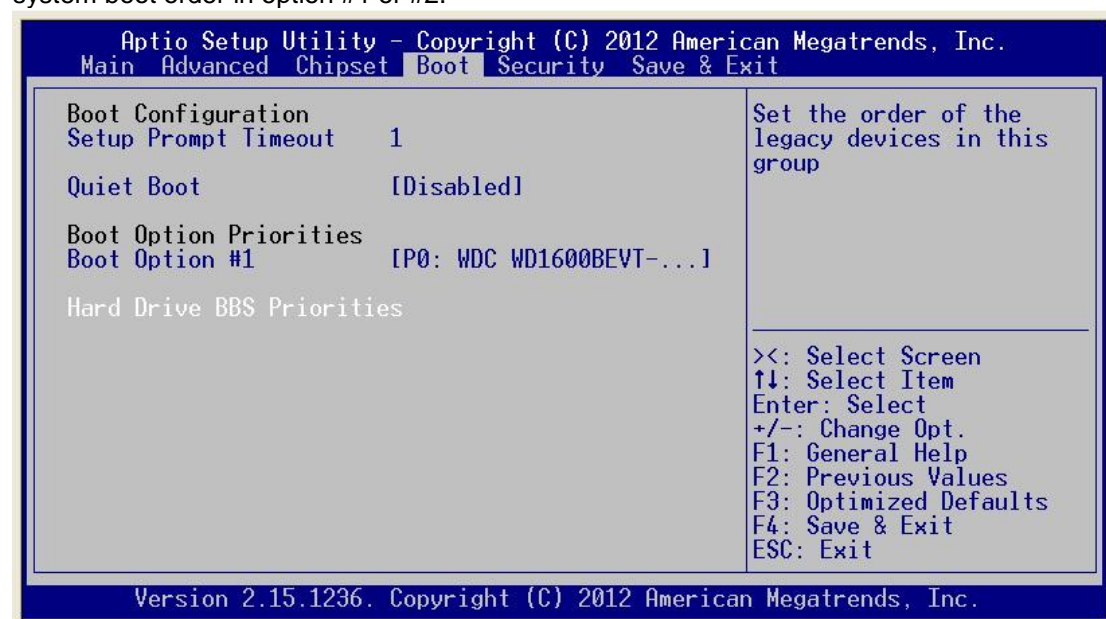 system boot order in option #1 or #2.
Aptio Setup Utility - Copyright (C) 2012 American Megatrends, Inc.
Main Advanced Chipset Boot Security Save & Exit
Boot Configuration
Setup Prompt Timeout 1
Quiet Boot [Disabled]
Boot Option Priorities
Boot Option #1 [P0: WDC WD1600BEVT-...]
Hard Drive BBS Priorities
Set the order of the
legacy devices in this
group
><: Select Screen
↑↓: Select Item
Enter: Select
+/-: Change Opt.
F1: General Help
F2: Previous Values
F3: Optimized Defaults
F4: Save & Exit
ESC: Exit
Version 2.15.1236. Copyright (C) 2012 American Megatrends, Inc.